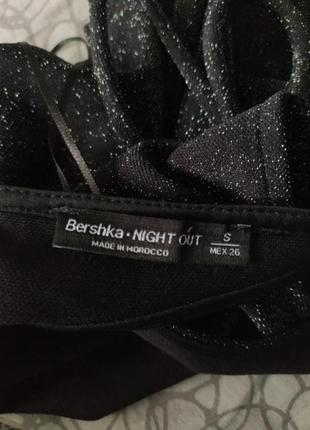 Bershka • NIGHT OUT
MADE IN MOROCCO
S
MEX 26